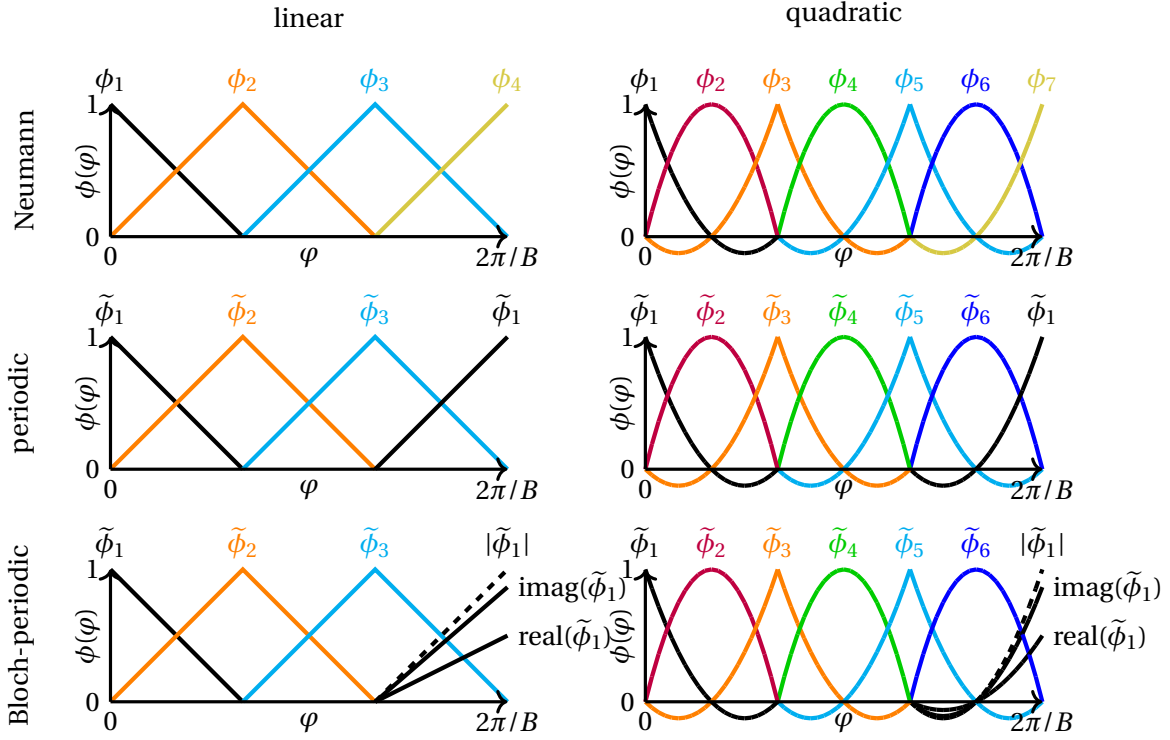 linear quadratic
Neumann
ϕ1 ϕ2 ϕ3 ϕ4
1
ϕ(φ)
0
0 φ 2π/B
ϕ1 ϕ2 ϕ3 ϕ4 ϕ5 ϕ6 ϕ7
1
ϕ(φ)
0
0 φ 2π/B
periodic
ϕ̃1 ϕ̃2 ϕ̃3 ϕ̃1
1
ϕ(φ)
0
0 φ 2π/B
ϕ̃1 ϕ̃2 ϕ̃3 ϕ̃4 ϕ̃5 ϕ̃6 ϕ̃1
1
ϕ(φ)
0
0 φ 2π/B
Bloch-periodic
ϕ̃1 ϕ̃2 ϕ̃3 |ϕ̃1|
1
imag(ϕ̃1)
real(ϕ̃1)
ϕ(φ)
0
0 φ 2π/B
ϕ̃1 ϕ̃2 ϕ̃3 ϕ̃4 ϕ̃5 ϕ̃6 |ϕ̃1|
1
imag(ϕ̃1)
real(ϕ̃1)
ϕ(φ)
0
0 φ 2π/B